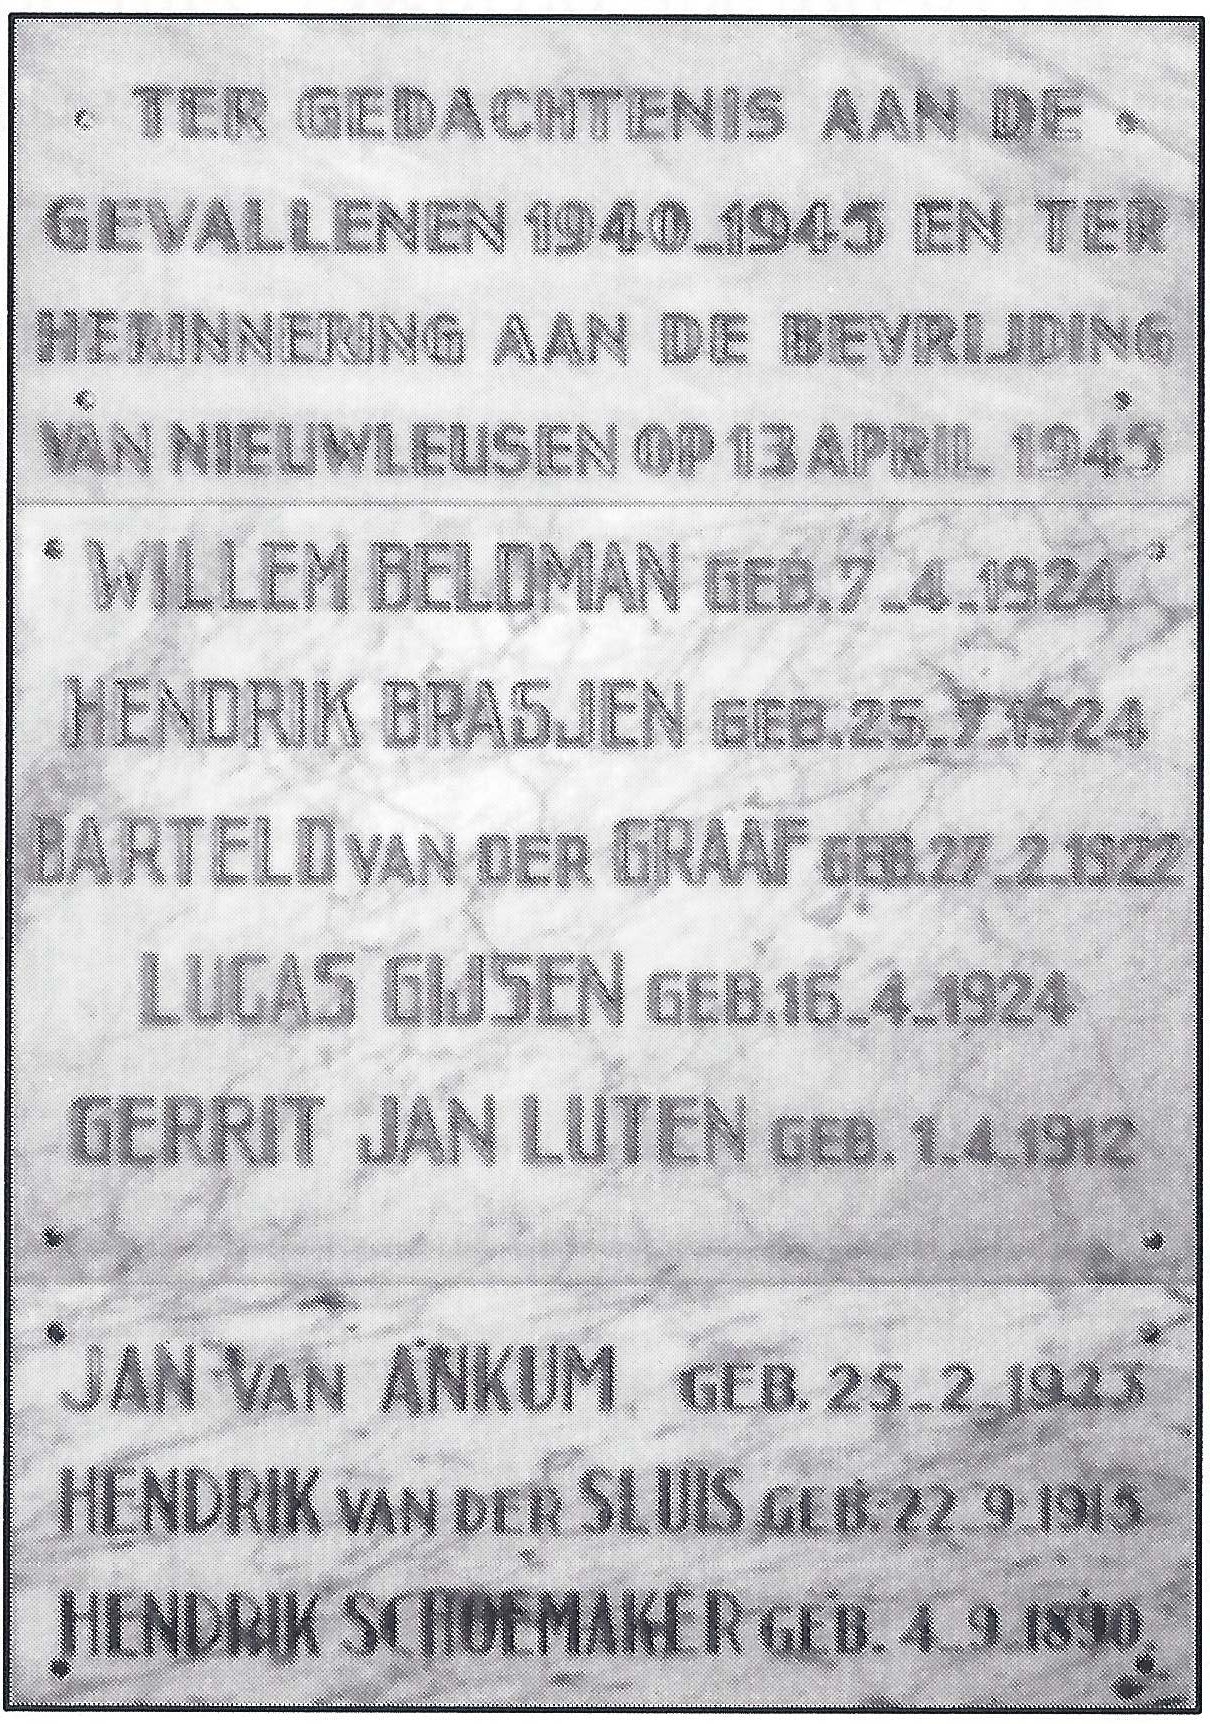 TER GEDACHTENIS AAN DE
GEVALLENEN 1940-1945 EN TER
HERINNERING AAN DE BEVRIJDING
VAN NIEUWLEUSEN OP 13 APRIL 1945
WILLEM BELDMAN GEB. 7-4-1924
HENDRIK BRASJEN GEB. 25-7-1924
BARTELD VAN DER GRAAF GEB. 27-2-1922
LUCAS GIJSEN GEB. 16-4-1924
GERRIT JAN LUTEN GEB. 1-4-1912
JAN VAN ANKUM GEB. 25-2-1923
HENDRIK VAN DER SLUIS GEB. 22-9-1915
HENDRIK SCHOEMAKER GEB. 4-9-1890